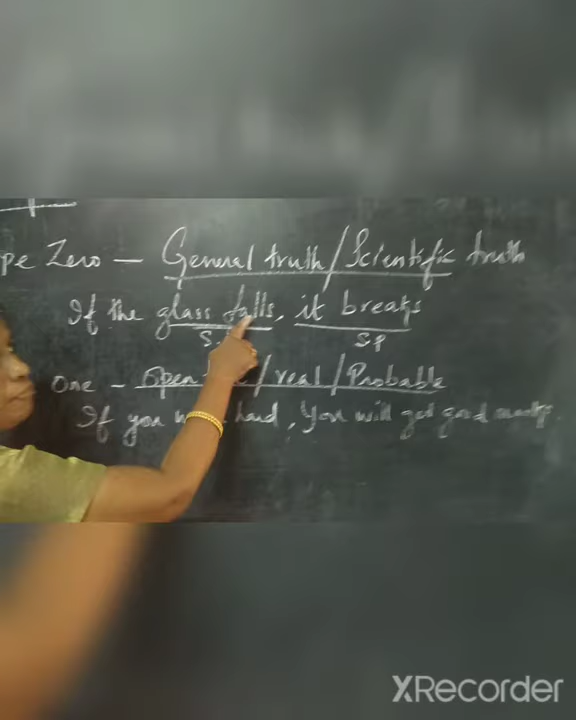 pe Zero — General truth / Scientific truth
If the glass falls, it breaks
S. SP
One - Open / real / Probable
If you hard, You will get good marks.
XRecorder